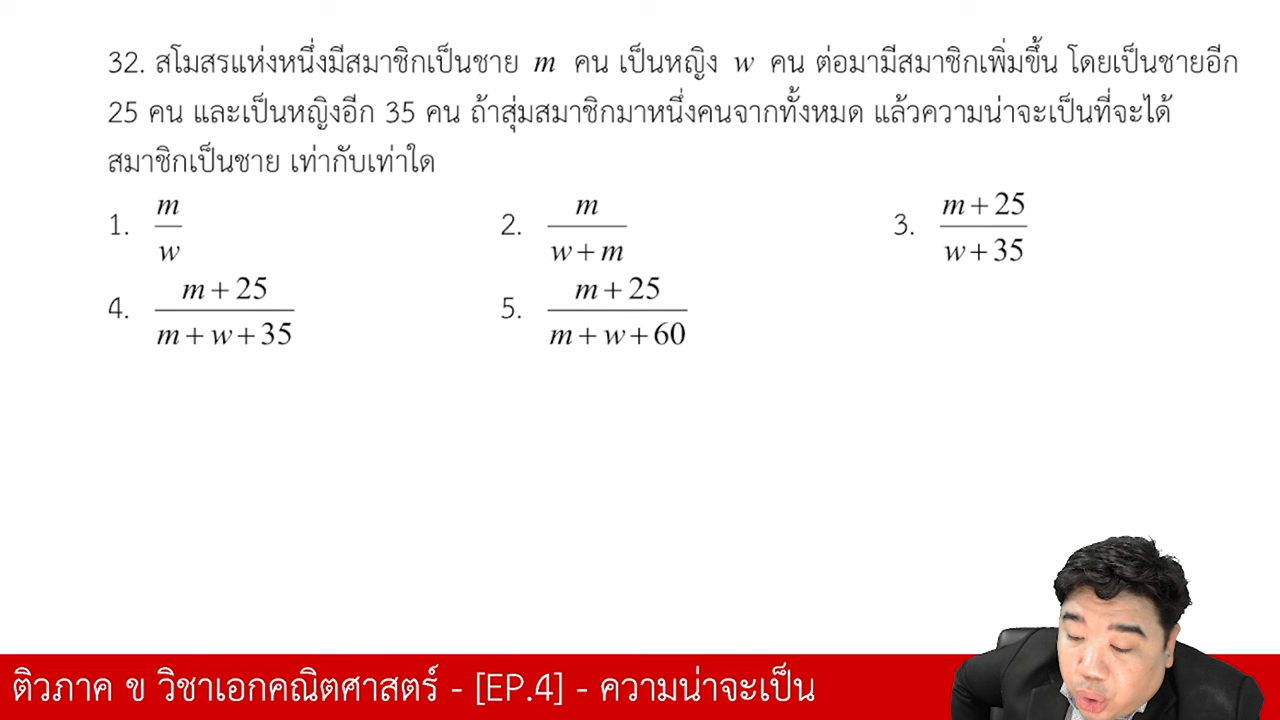 32. สโมสรแห่งหนึ่งมีสมาชิกเป็นชาย m คน เป็นหญิง w คน ต่อมามีสมาชิกเพิ่มขึ้น โดยเป็นชายอีก
25 คน และเป็นหญิงอีก 35 คน ถ้าสุ่มสมาชิกมาหนึ่งคนจากทั้งหมด แล้วความน่าจะเป็นที่จะได้
สมาชิกเป็นชาย เท่ากับเท่าใด
1. m/w 2. m/(w+m) 3. (m+25)/(w+35)
4. (m+25)/(m+w+35) 5. (m+25)/(m+w+60)
ติวภาค ข วิชาเอกคณิตศาสตร์ - [EP.4] - ความน่าจะเป็น